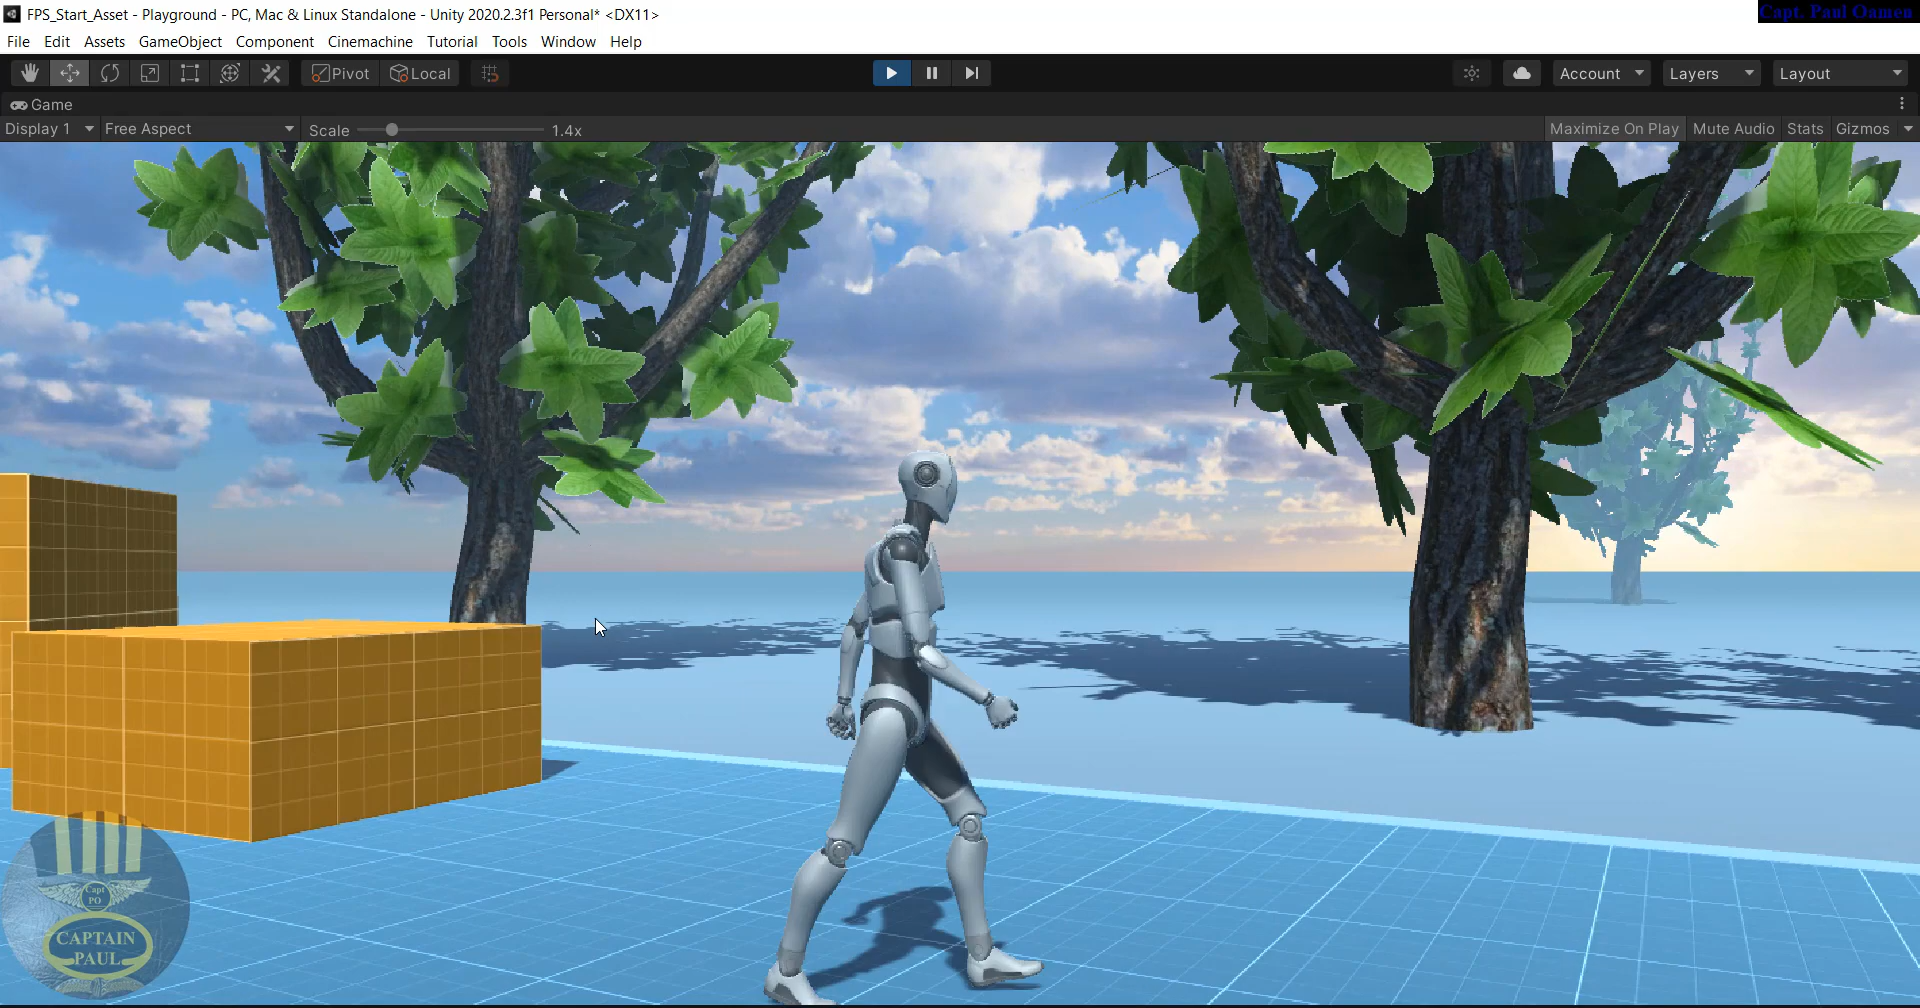 FPS_Start_Asset - Playground - PC, Mac & Linux Standalone - Unity 2020.2.3f1 Personal* <DX11>
Capt. Paul Oamen
File Edit Assets GameObject Component Cinemachine Tutorial Tools Window Help
Pivot Local Account Layers Layout
Game
Display 1 Free Aspect Scale 1.4x Maximize On Play Mute Audio Stats Gizmos
Capt
PO
CAPTAIN
PAUL